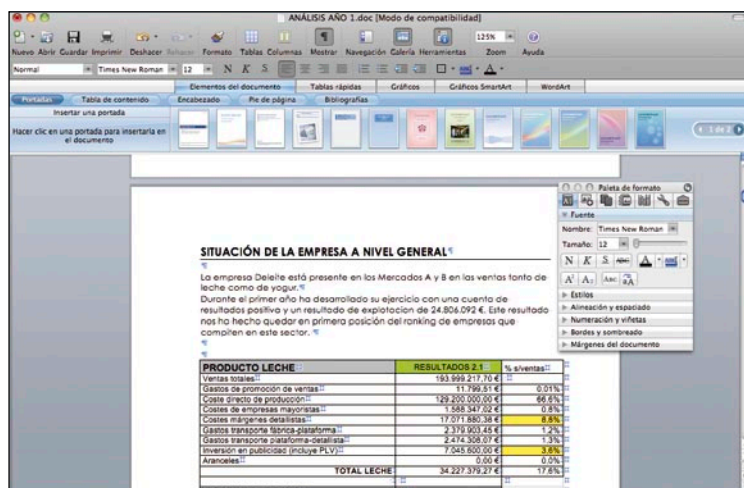 ANÁLISIS AÑO 1.doc [Modo de compatibilidad]
125%
Nuevo Abrir Guardar Imprimir Deshacer Rehacer Formato Tablas Columnas Mostrar Navegación Galería Herramientas Zoom Ayuda
Normal Times New Roman 12 N K S
Elementos del documento Tablas rápidas Gráficos Gráficos SmartArt WordArt
Portadas Tabla de contenido Encabezado Pie de página Bibliografías
Insertar una portada
Hacer clic en una portada para insertarla en
el documento
1 de 2
Paleta de formato
Fuente
Nombre: Times New Roman
Tamaño: 12
N K S ABC A
A² A₂ Abc aA
Estilos
Alineación y espaciado
Numeración y viñetas
Bordes y sombreado
Márgenes del documento
SITUACIÓN DE LA EMPRESA A NIVEL GENERAL¶
¶
La empresa Deleite está presente en los Mercados A y B en las ventas tanto de
leche como de yogur.¶
Durante el primer año ha desarrollado su ejercicio con una cuenta de
resultados positiva y un resultado de explotacion de 24.806.092 €. Este resultado
nos ha hecho quedar en primera posición del ranking de empresas que
compiten en este sector. ¶
¶
¶
PRODUCTO LECHE RESULTADOS 2.1 % s/ventas
Ventas totales 193.999.217,70 €
Gastos de promoción de ventas 11.799,51 € 0,01%
Coste directo de producción 129.200.000,00 € 66,6%
Costes de empresas mayoristas 1.588.347,02 € 0,8%
Costes márgenes detallistas 17.071.880,38 € 8,8%
Gastos transporte fábrica-plataforma 2.379.903,45 € 1,2%
Gastos transporte plataforma-detallista 2.474.308,07 € 1,3%
Inversión en publicidad (incluye PLV) 7.045.600,00 € 3,6%
Aranceles 0,00 € 0,0%
TOTAL LECHE 34.227.379,27 € 17,6%